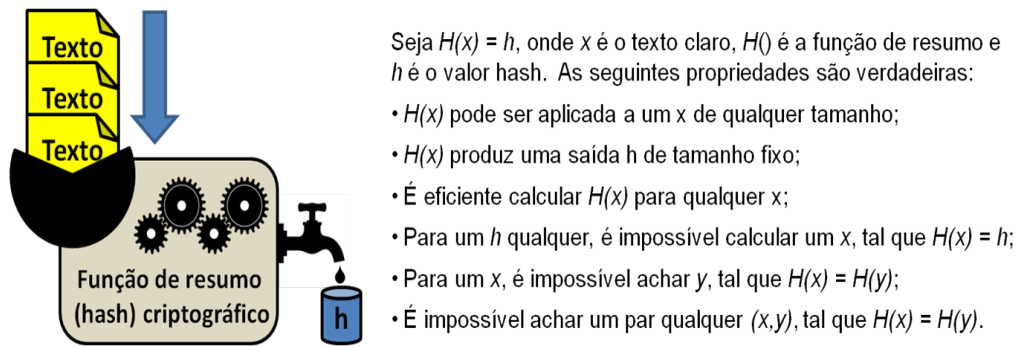 Texto
Texto
Texto
Função de resumo
(hash) criptográfico
h
Seja H(x) = h, onde x é o texto claro, H() é a função de resumo e
h é o valor hash. As seguintes propriedades são verdadeiras:
• H(x) pode ser aplicada a um x de qualquer tamanho;
• H(x) produz uma saída h de tamanho fixo;
• É eficiente calcular H(x) para qualquer x;
• Para um h qualquer, é impossível calcular um x, tal que H(x) = h;
• Para um x, é impossível achar y, tal que H(x) = H(y);
• É impossível achar um par qualquer (x,y), tal que H(x) = H(y).